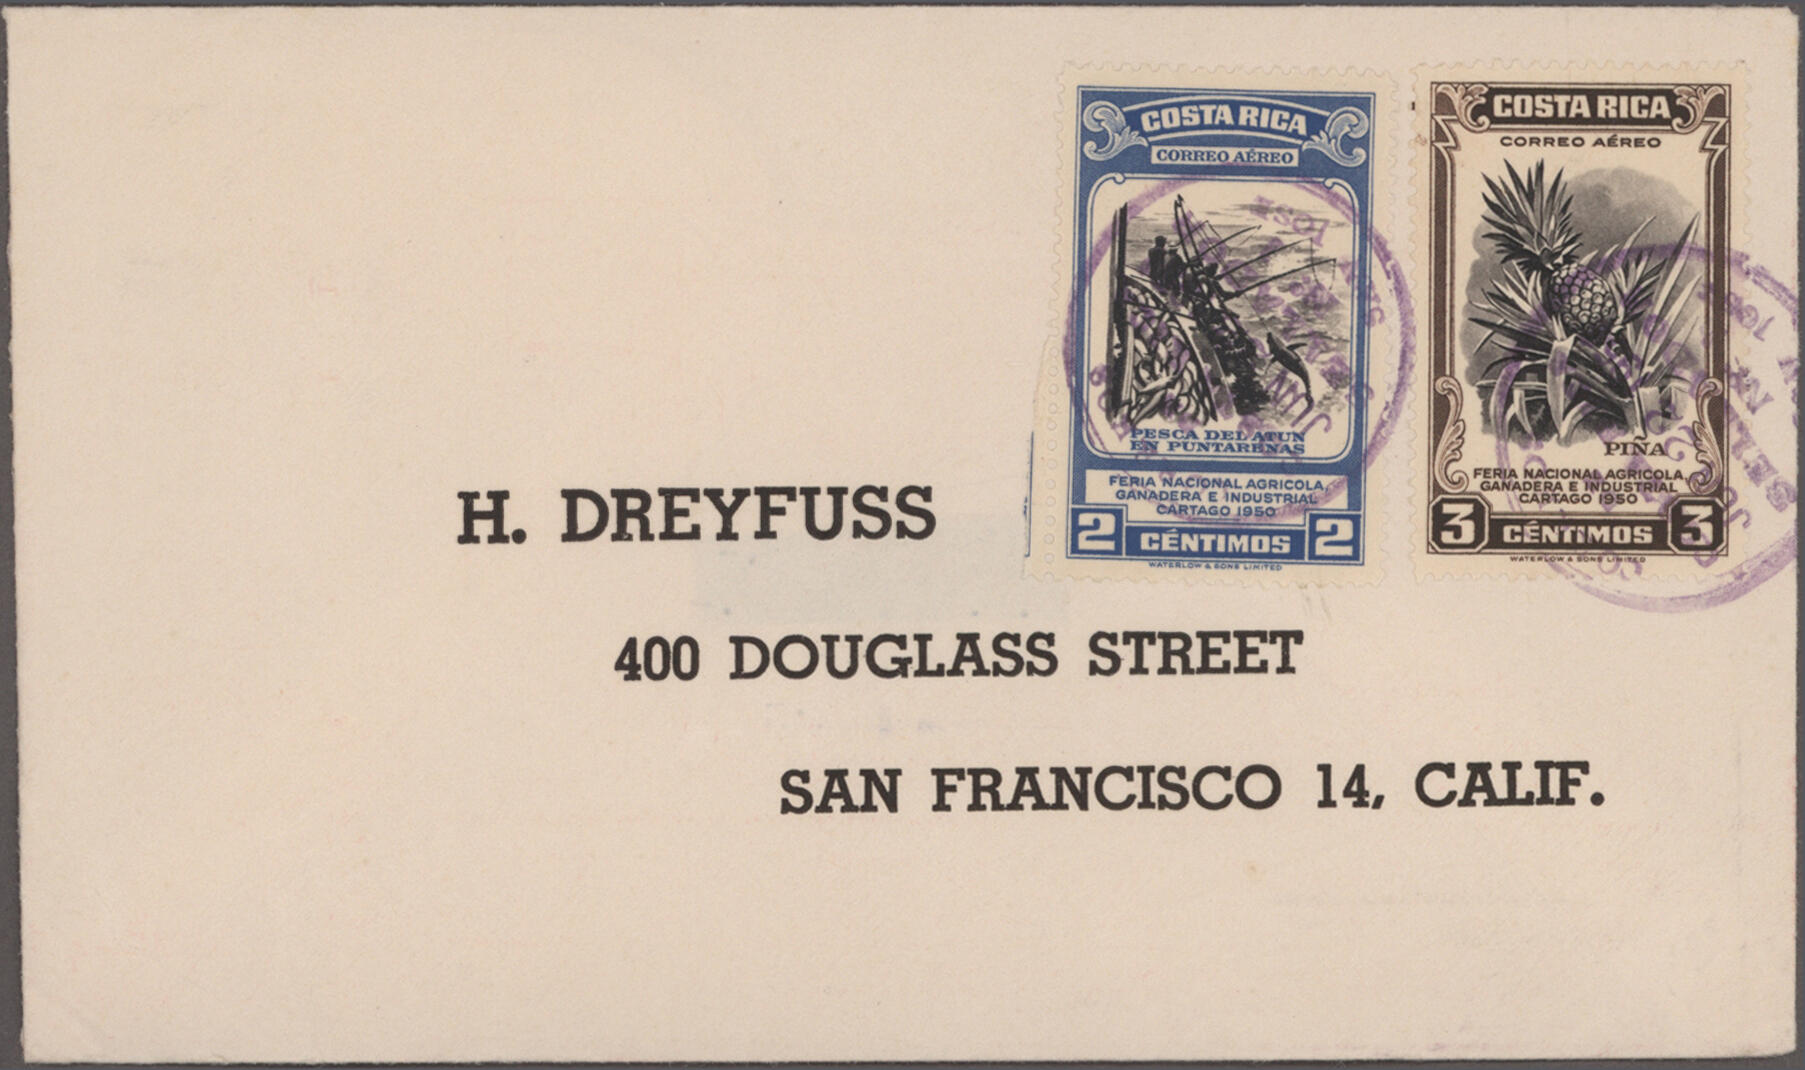 COSTA RICA
CORREO AÉREO
PESCA DEL ATUN
EN PUNTARENAS
FERIA NACIONAL AGRICOLA,
GANADERA E INDUSTRIAL
CARTAGO 1950
2 CÉNTIMOS 2
WATERLOW & SONS LIMITED
COSTA RICA
CORREO AÉREO
PIÑA
FERIA NACIONAL AGRICOLA,
GANADERA E INDUSTRIAL
CARTAGO 1950
3 CÉNTIMOS 3
WATERLOW & SONS LIMITED
JUN
H. DREYFUSS
400 DOUGLASS STREET
SAN FRANCISCO 14, CALIF.